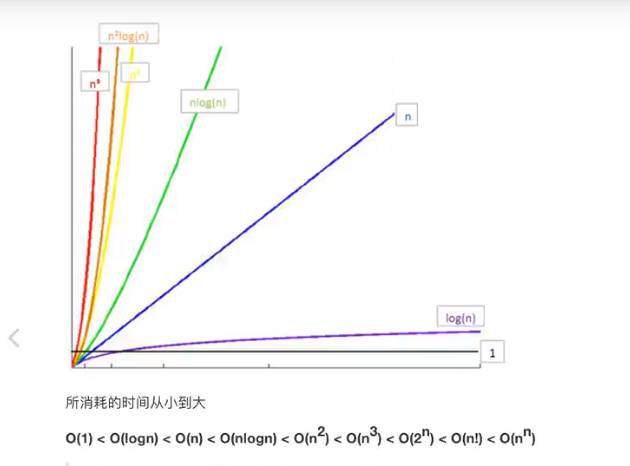 n²log(n)
n³
n²
nlog(n)
n
log(n)
1
所消耗的时间从小到大
O(1) < O(logn) < O(n) < O(nlogn) < O(n²) < O(n³) < O(2ⁿ) < O(n!) < O(nⁿ)